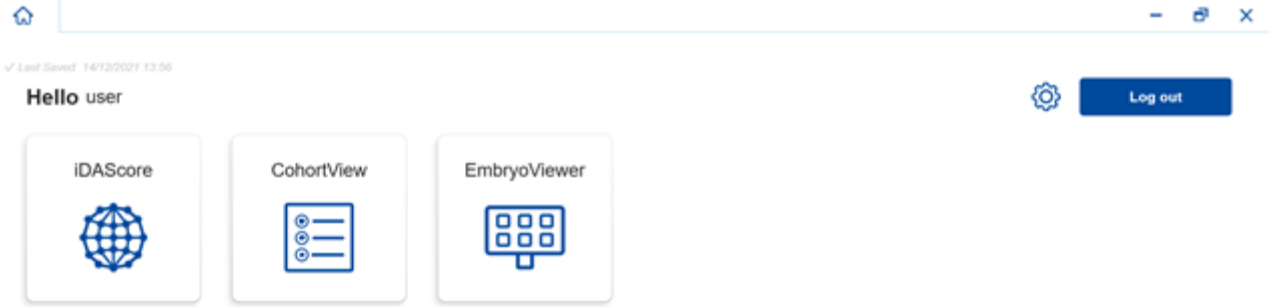 ✓ Last Saved 14/12/2021 13:56
Hello user
Log out
iDAScore
CohortView
EmbryoViewer